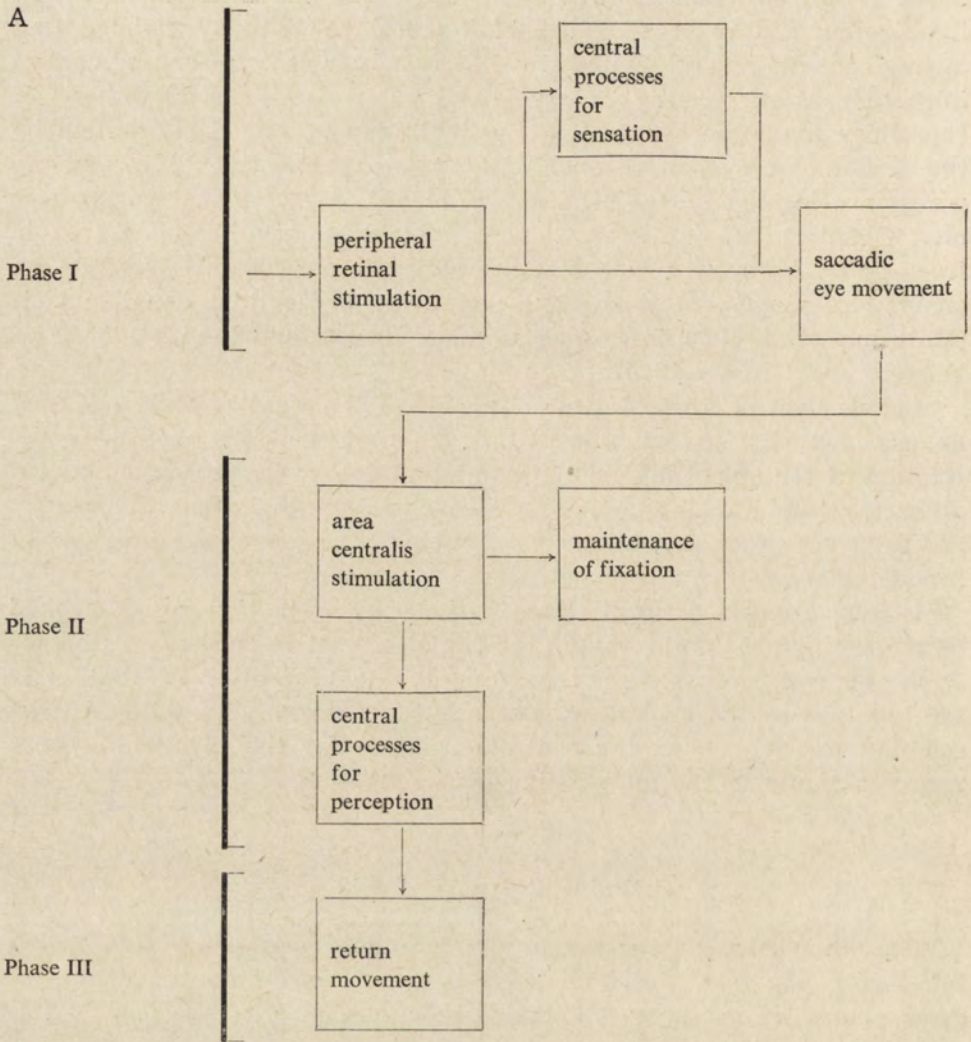 A
central
processes
for
sensation
Phase I
peripheral
retinal
stimulation
saccadic
eye movement
Phase II
area
centralis
stimulation
maintenance
of fixation
central
processes
for
perception
Phase III
return
movement